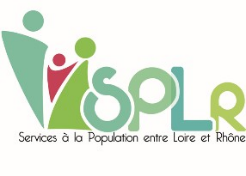 SPLR
Services à la Population entre Loire et Rhône